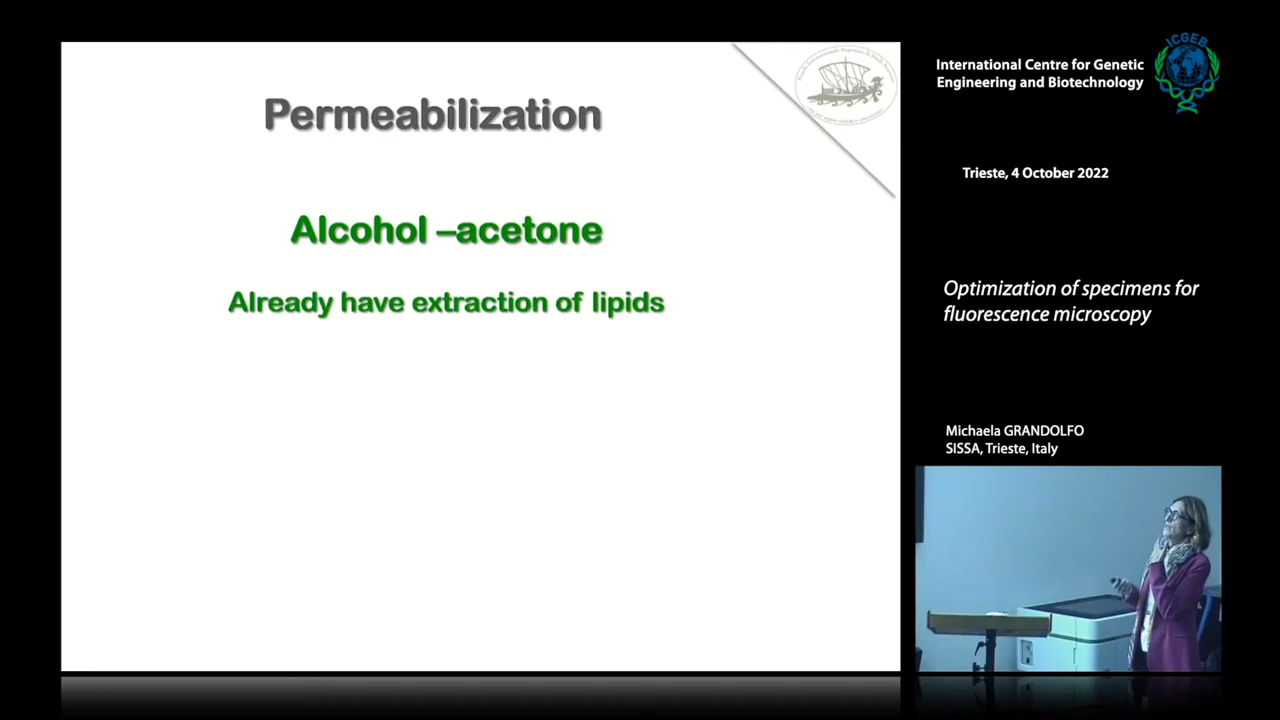 Permeabilization
Alcohol –acetone
Already have extraction of lipids
International Centre for Genetic
Engineering and Biotechnology
ICGEB
Trieste, 4 October 2022
Optimization of specimens for
fluorescence microscopy
Michaela GRANDOLFO
SISSA, Trieste, Italy